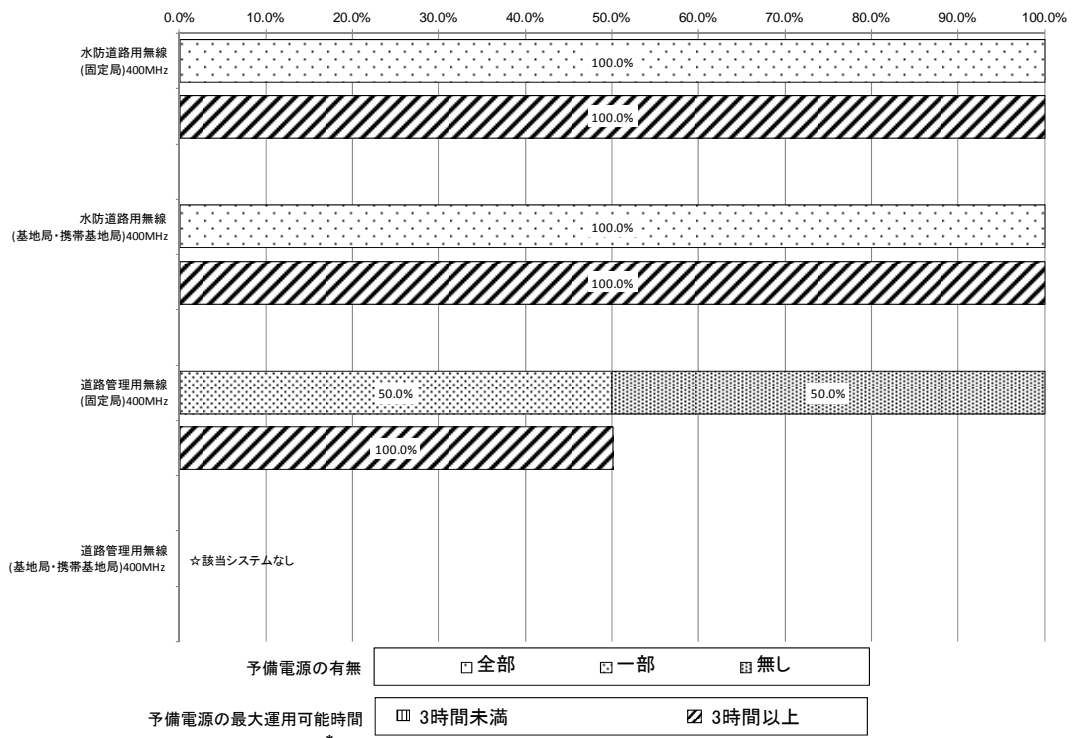 0.0% 10.0% 20.0% 30.0% 40.0% 50.0% 60.0% 70.0% 80.0% 90.0% 100.0%
水防道路用無線
(固定局)400MHz
100.0%
100.0%
水防道路用無線
(基地局・携帯基地局)400MHz
100.0%
100.0%
道路管理用無線
(固定局)400MHz
50.0% 50.0%
100.0%
道路管理用無線
(基地局・携帯基地局)400MHz
☆該当システムなし
予備電源の有無 全部 一部 無し
予備電源の最大運用可能時間 3時間未満 3時間以上
*